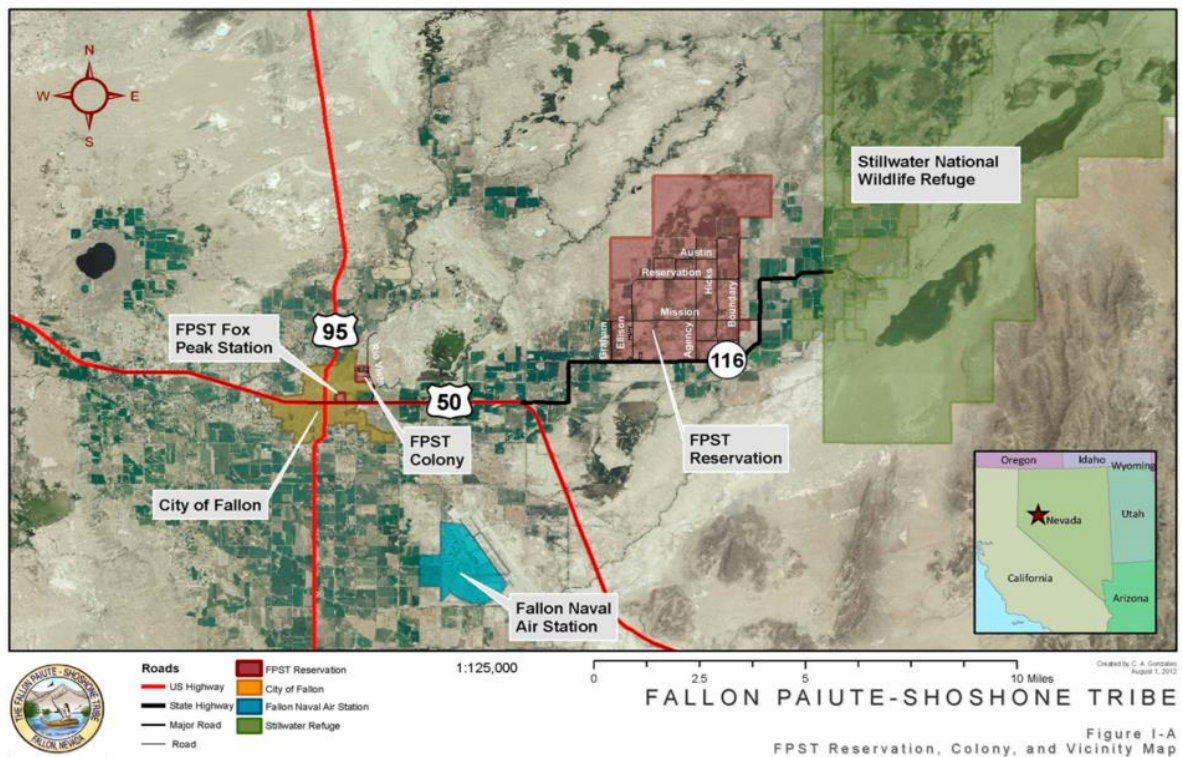 N
W
E
S
Stillwater National
Wildlife Refuge
Austin
Reservation
Hicks
Boundary
Mission
Graham
Ellison
Agency
116
FPST Fox
Peak Station
95
50
FPST
Colony
FPST
Reservation
City of Fallon
Fallon Naval
Air Station
Oregon
Idaho
Wyoming
Nevada
Utah
California
Arizona
THE FALLON PAIUTE - SHOSHONE TRIBE
FALLON, NEVADA
Roads
US Highway
State Highway
Major Road
Road
FPST Reservation
City of Fallon
Fallon Naval Air Station
Stillwater Refuge
1:125,000
0
5
5
10 Miles
Created by C. A. Gonzales
August 1, 2012
FALLON PAIUTE-SHOSHONE TRIBE
Figure I-A
FPST Reservation, Colony, and Vicinity Map